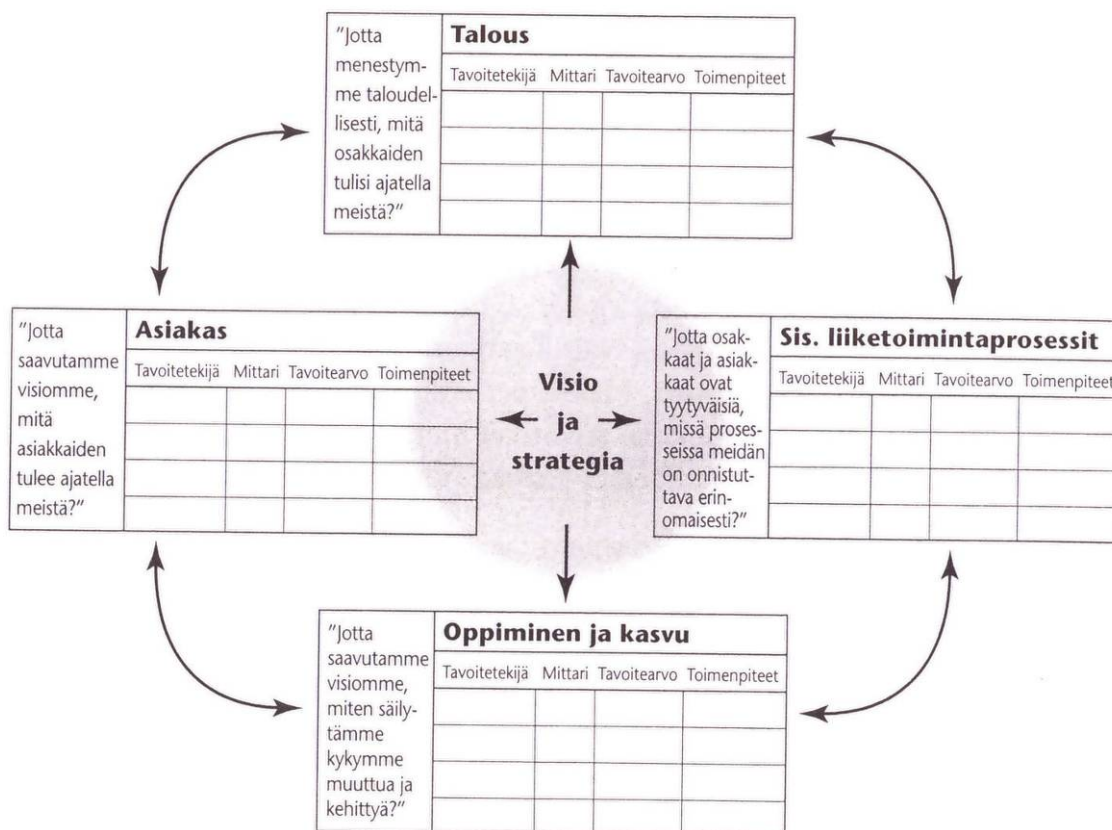 "Jotta
menestym-
me taloudel-
lisesti, mitä
osakkaiden
tulisi ajatella
meistä?"
Talous
Tavoitetekijä Mittari Tavoitearvo Toimenpiteet
"Jotta
saavutamme
visiomme,
mitä
asiakkaiden
tulee ajatella
meistä?"
Asiakas
Tavoitetekijä Mittari Tavoitearvo Toimenpiteet
Visio
ja
strategia
"Jotta osak-
kaat ja asiak-
kaat ovat
tyytyväisiä,
missä proses-
seissa meidän
on onnistut-
tava erin-
omaisesti?"
Sis. liiketoimintaprosessit
Tavoitetekijä Mittari Tavoitearvo Toimenpiteet
"Jotta
saavutamme
visiomme,
miten säily-
tämme
kykymme
muuttua ja
kehittyä?"
Oppiminen ja kasvu
Tavoitetekijä Mittari Tavoitearvo Toimenpiteet